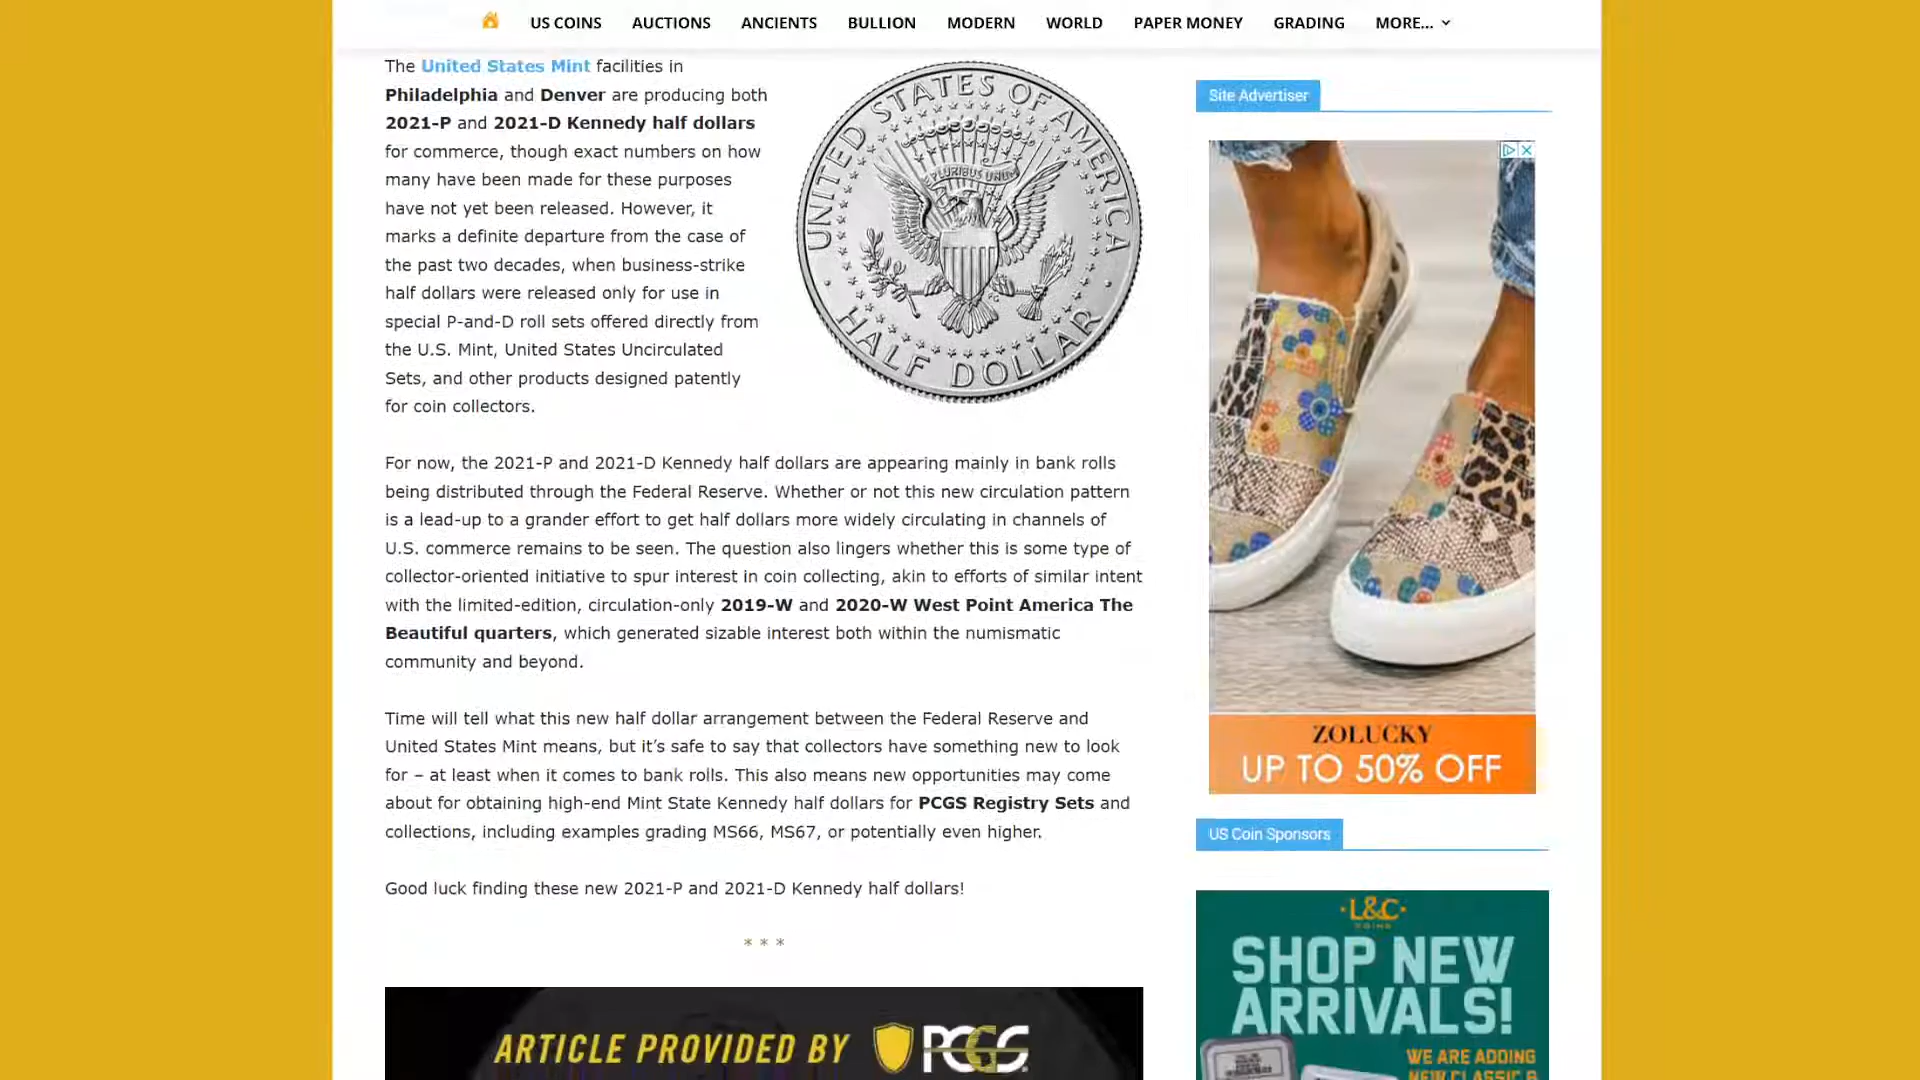 US COINS AUCTIONS ANCIENTS BULLION MODERN WORLD PAPER MONEY GRADING MORE...
The United States Mint facilities in
Philadelphia and Denver are producing both
2021-P and 2021-D Kennedy half dollars
for commerce, though exact numbers on how
many have been made for these purposes
have not yet been released. However, it
marks a definite departure from the case of
the past two decades, when business-strike
half dollars were released only for use in
special P-and-D roll sets offered directly from
the U.S. Mint, United States Uncirculated
Sets, and other products designed patently
for coin collectors.
UNITED STATES OF AMERICA
PLURIBUS UNUM
HALF DOLLAR
For now, the 2021-P and 2021-D Kennedy half dollars are appearing mainly in bank rolls
being distributed through the Federal Reserve. Whether or not this new circulation pattern
is a lead-up to a grander effort to get half dollars more widely circulating in channels of
U.S. commerce remains to be seen. The question also lingers whether this is some type of
collector-oriented initiative to spur interest in coin collecting, akin to efforts of similar intent
with the limited-edition, circulation-only 2019-W and 2020-W West Point America The
Beautiful quarters, which generated sizable interest both within the numismatic
community and beyond.
Time will tell what this new half dollar arrangement between the Federal Reserve and
United States Mint means, but it’s safe to say that collectors have something new to look
for – at least when it comes to bank rolls. This also means new opportunities may come
about for obtaining high-end Mint State Kennedy half dollars for PCGS Registry Sets and
collections, including examples grading MS66, MS67, or potentially even higher.
Good luck finding these new 2021-P and 2021-D Kennedy half dollars!
* * *
ARTICLE PROVIDED BY PCGS
Site Advertiser
ZOLUCKY
UP TO 50% OFF
US Coin Sponsors
·L&C·
COINS
SHOP NEW
ARRIVALS!
WE ARE ADDING
NEW CLASSIC &